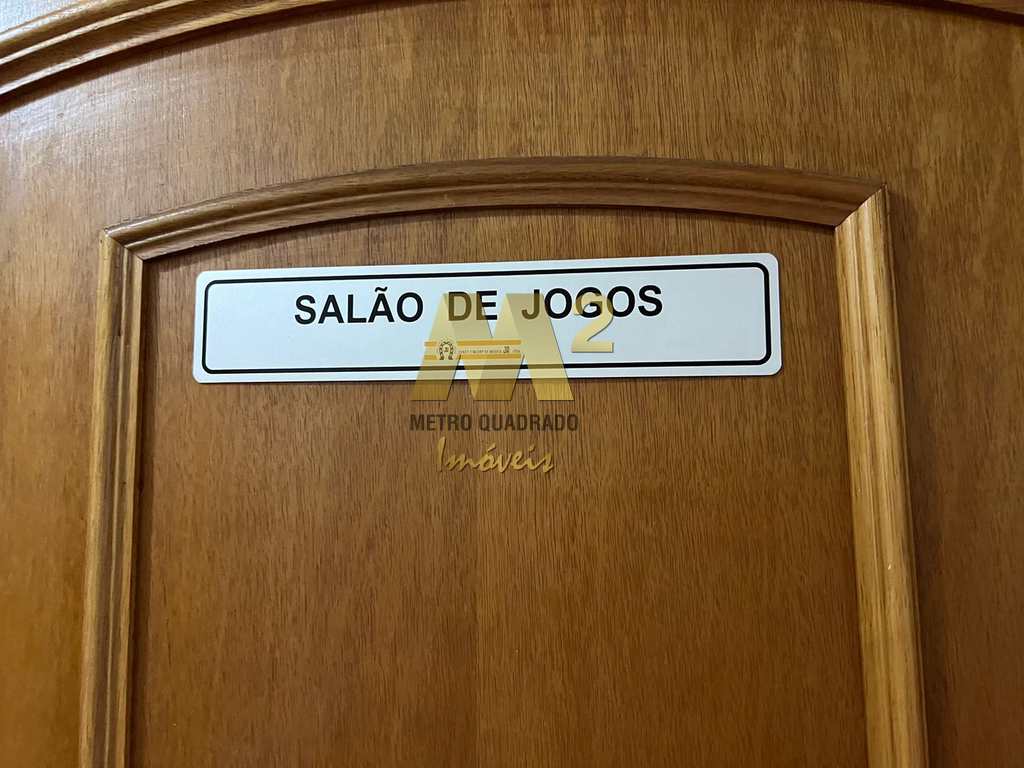 SALÃO DE JOGOS
M2
METRO QUADRADO
Imóveis